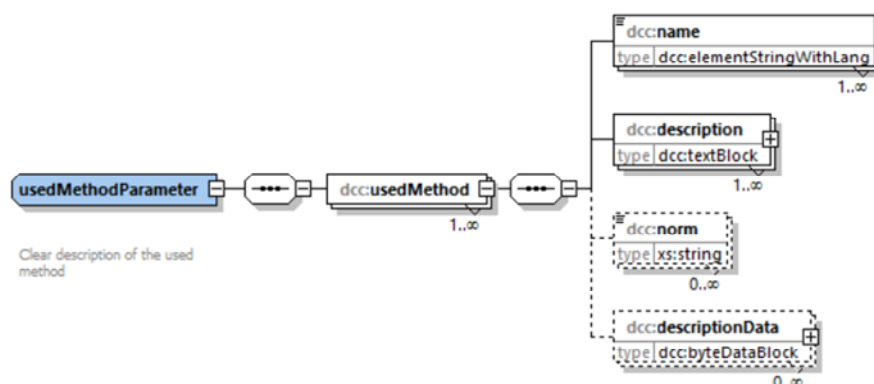 dcc:name
type dcc:elementStringWithLang
1..∞
dcc:description
type dcc:textBlock
1..∞
usedMethodParameter
dcc:usedMethod
1..∞
Clear description of the used
method
dcc:norm
type xs:string
0..∞
dcc:descriptionData
type dcc:byteDataBlock
0..∞